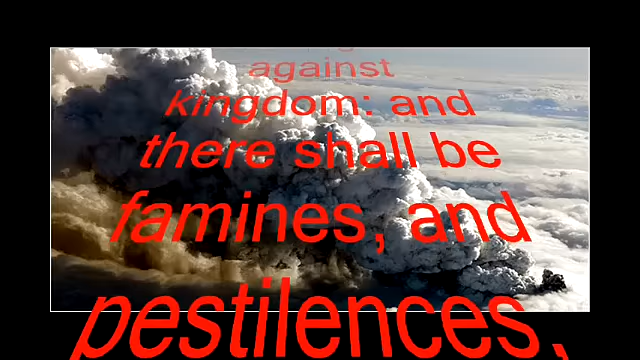 against
kingdom: and
there shall be
famines, and
pestilences,